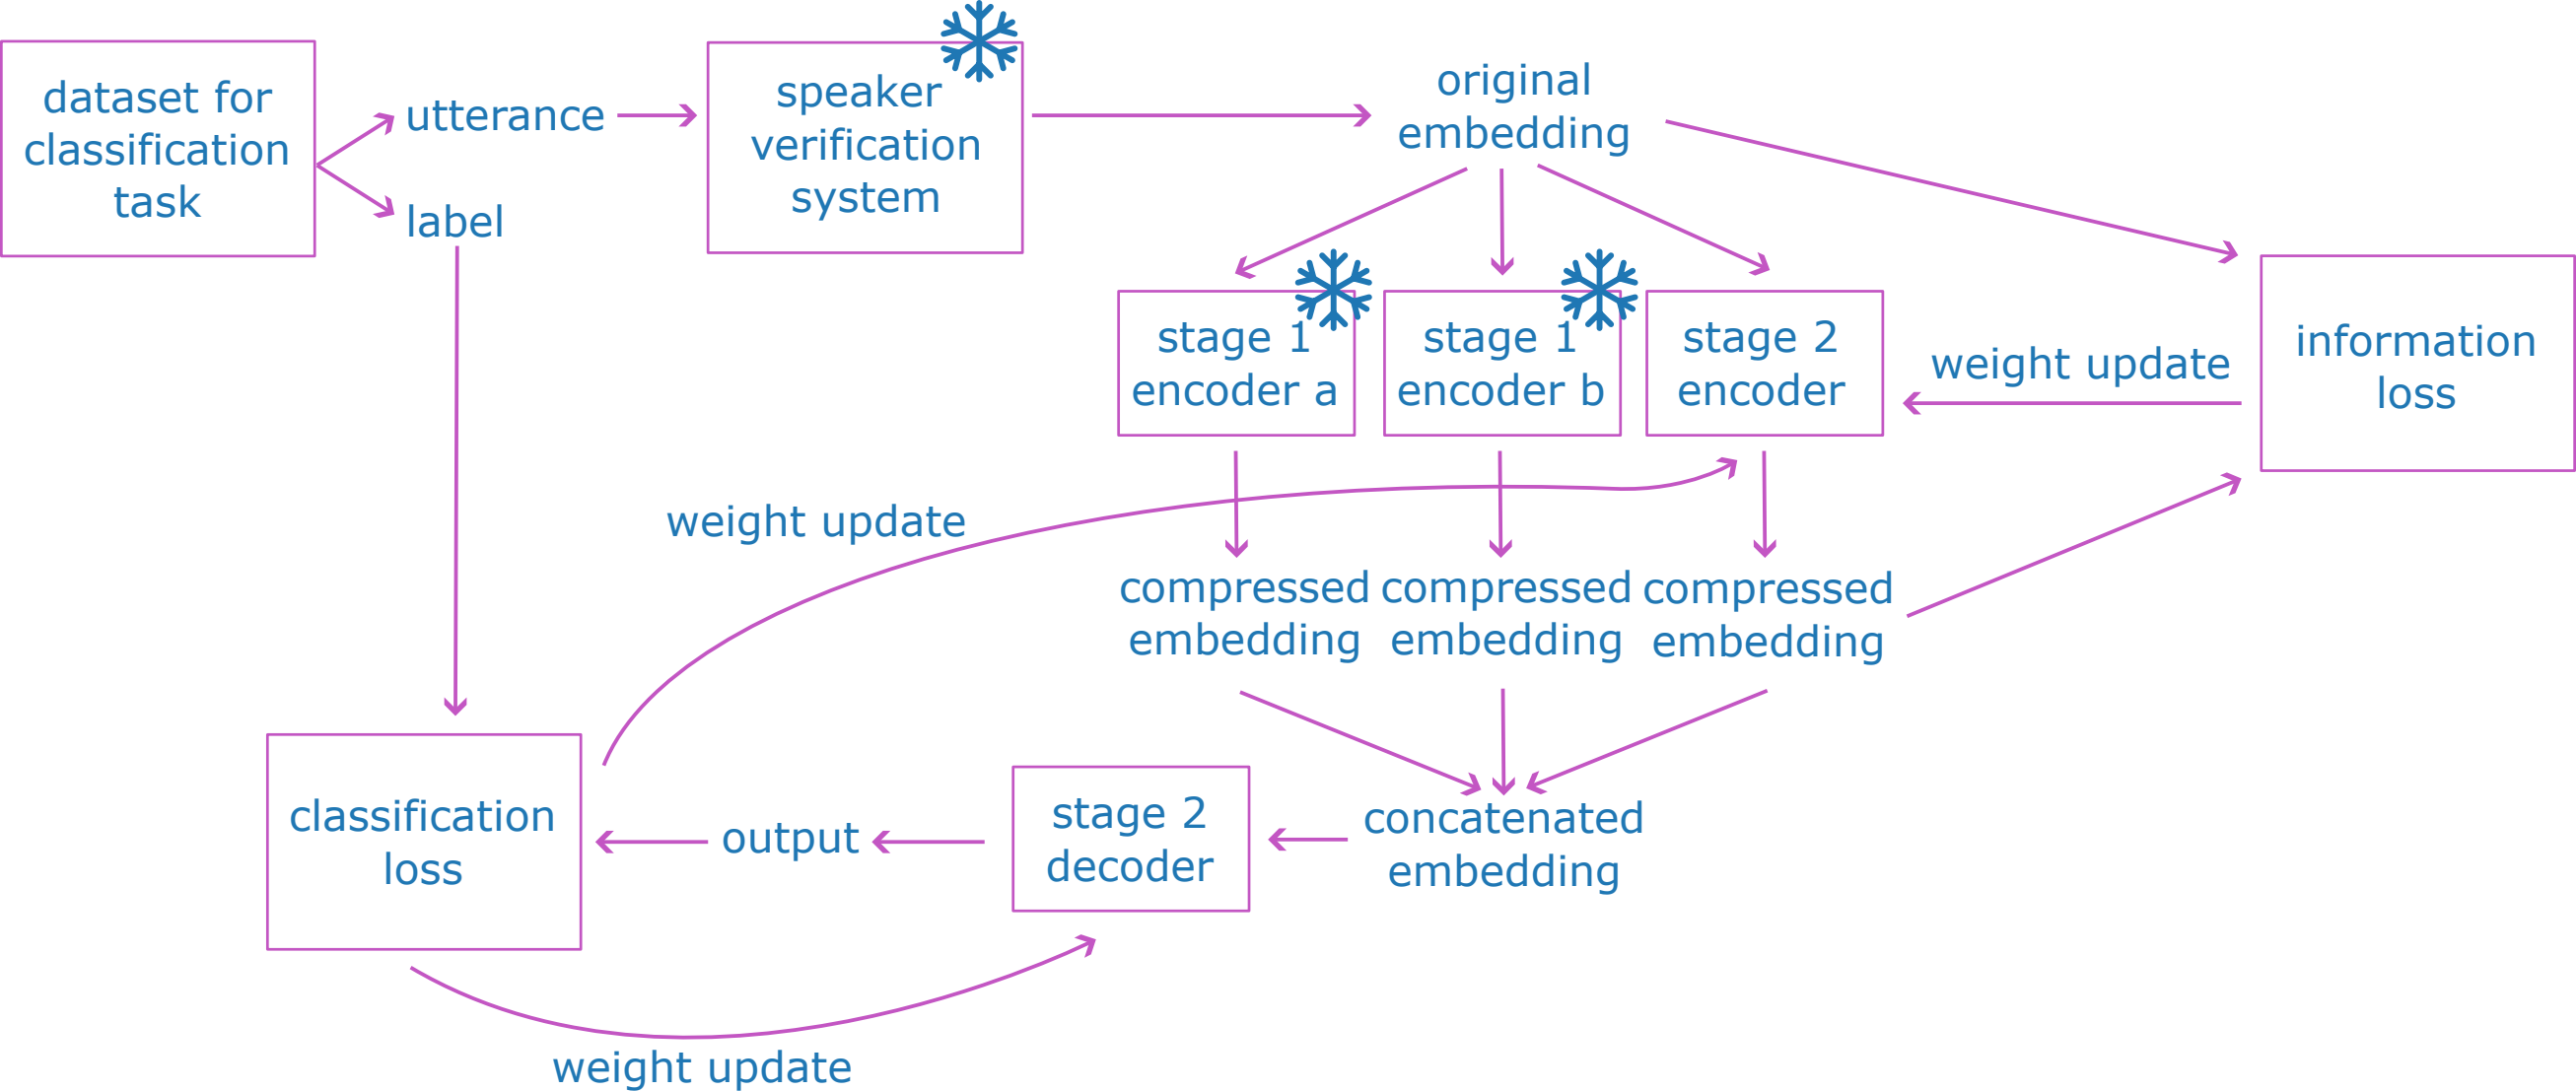 dataset for
classification
task
utterance
label
speaker
verification
system
original
embedding
stage 1
encoder a
stage 1
encoder b
stage 2
encoder
weight update
information
loss
weight update
compressed
embedding
compressed
embedding
compressed
embedding
classification
loss
output
stage 2
decoder
concatenated
embedding
weight update